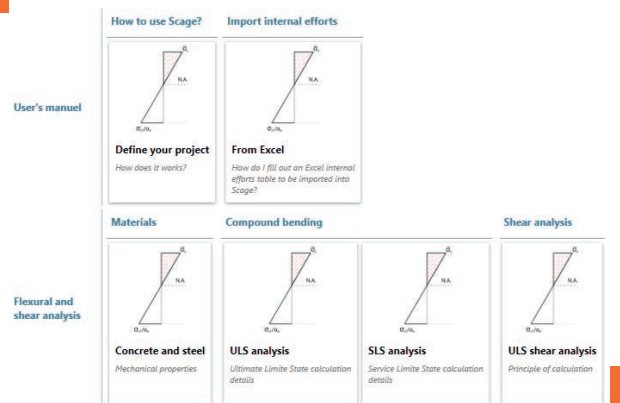 How to use Scage?
Import internal efforts
User's manuel
N.A.
N.A.
Define your project
How does it works?
From Excel
How do I fill out an Excel internal
efforts table to be imported into
Scage?
Materials
Compound bending
Shear analysis
Flexural and
shear analysis
N.A.
N.A.
N.A.
N.A.
Concrete and steel
Mechanical properties
ULS analysis
Ultimate Limite State calculation
details
SLS analysis
Service Limite State calculation
details
ULS shear analysis
Principle of calculation